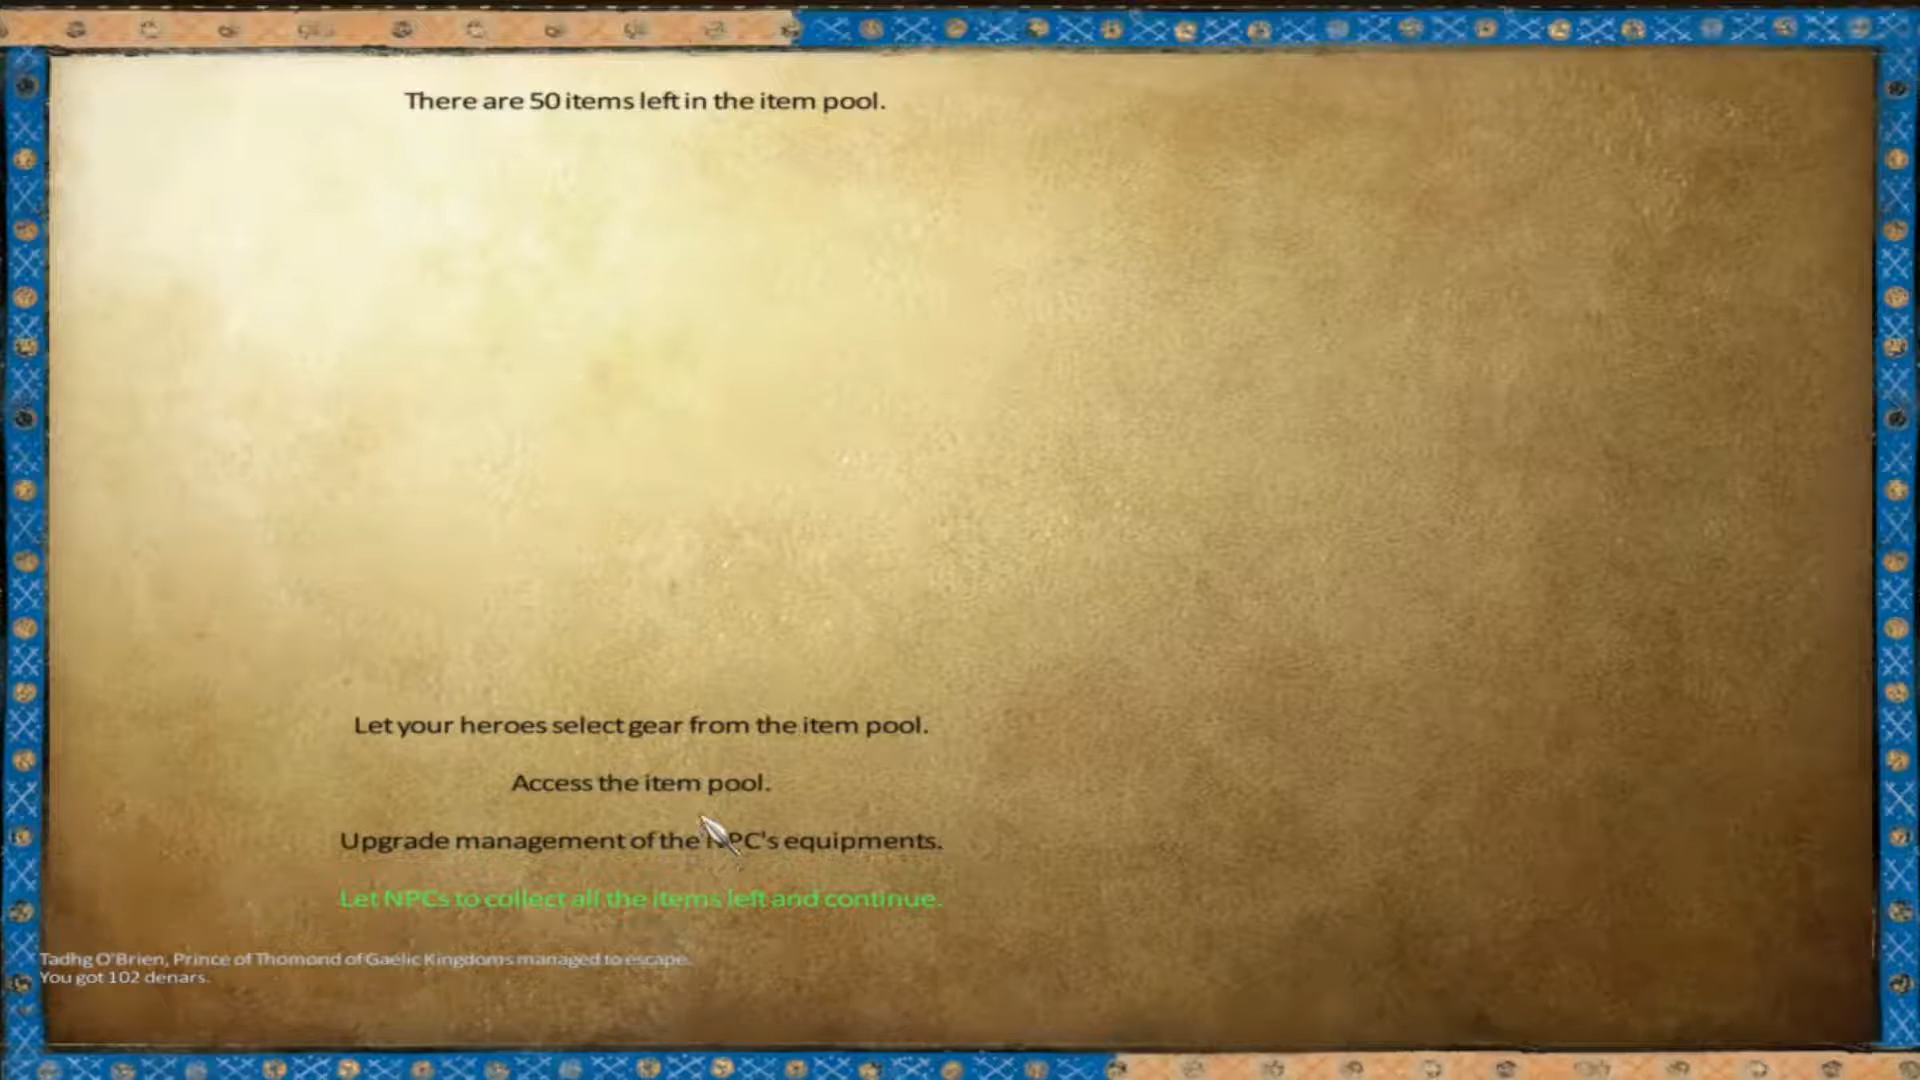 There are 50 items left in the item pool.
Let your heroes select gear from the item pool.
Access the item pool.
Upgrade management of the NPC's equipments.
Let NPCs to collect all the items left and continue.
Tadhg O'Brien, Prince of Thomond of Gaelic Kingdoms managed to escape.
You got 102 denars.